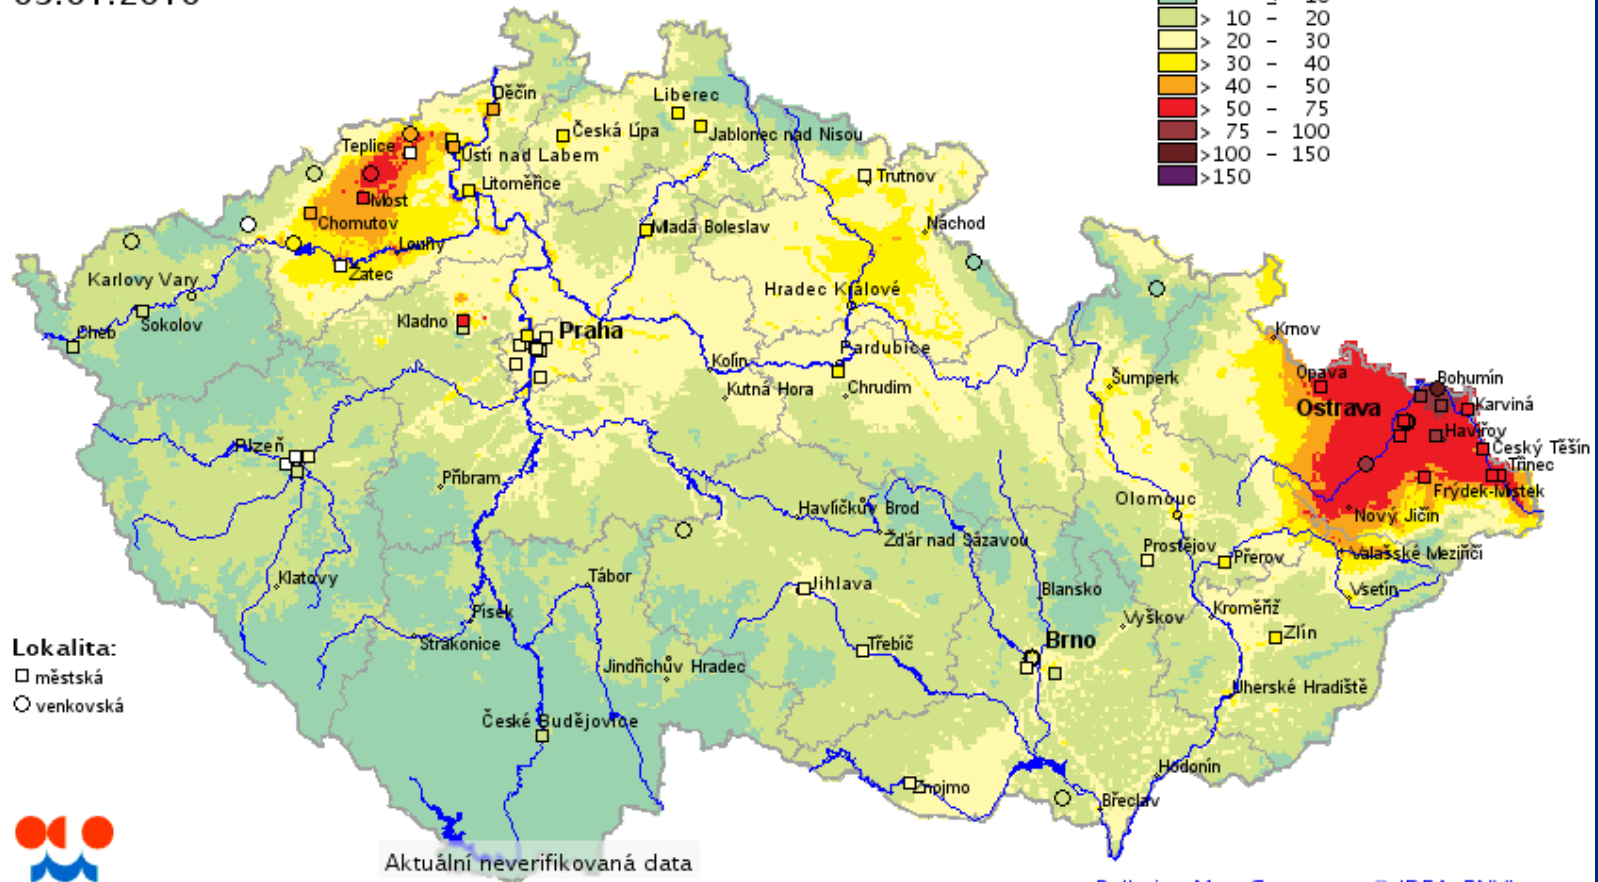 > 10 - 20
> 20 - 30
> 30 - 40
> 40 - 50
> 50 - 75
> 75 - 100
>100 - 150
>150
Děčín
Liberec
Česká Lípa
Jablonec nad Nisou
Teplice
Ústí nad Labem
Litoměřice
Trutnov
Most
Chomutov
Náchod
Mladá Boleslav
Louny
Žatec
Karlovy Vary
Hradec Králové
Sokolov
Kladno
Praha
Cheb
Krnov
Pardubice
Kolín
Opava
Bohumín
Šumperk
Kutná Hora
Chrudim
Ostrava
Karviná
Havířov
Plzeň
Český Těšín
Třinec
Příbram
Frýdek-Místek
Olomouc
Havlíčkův Brod
Nový Jičín
Žďár nad Sázavou
Prostějov
Přerov
Valašské Meziříčí
Klatovy
Tábor
Jihlava
Blansko
Vsetín
Písek
Kroměříž
Vyškov
Strakonice
Třebíč
Brno
Zlín
Lokalita:
městská
venkovská
Jindřichův Hradec
Uherské Hradiště
České Budějovice
Hodonín
Znojmo
Břeclav
Aktuální neverifikovaná data